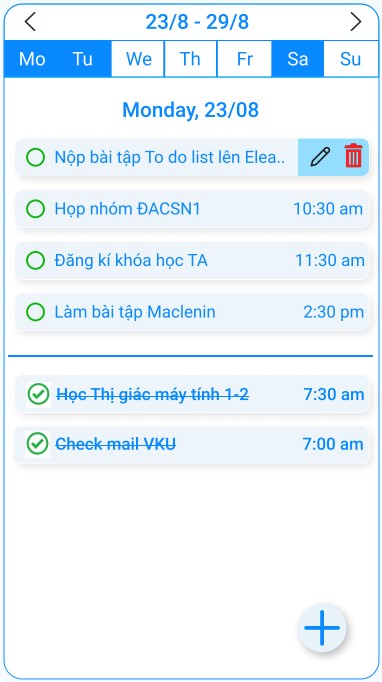 23/8 - 29/8
Mo Tu We Th Fr Sa Su
Monday, 23/08
Nộp bài tập To do list lên Elea..
Họp nhóm ĐACSN1 10:30 am
Đăng kí khóa học TA 11:30 am
Làm bài tập Maclenin 2:30 pm
Học Thị giác máy tính 1-2 7:30 am
Check mail VKU 7:00 am